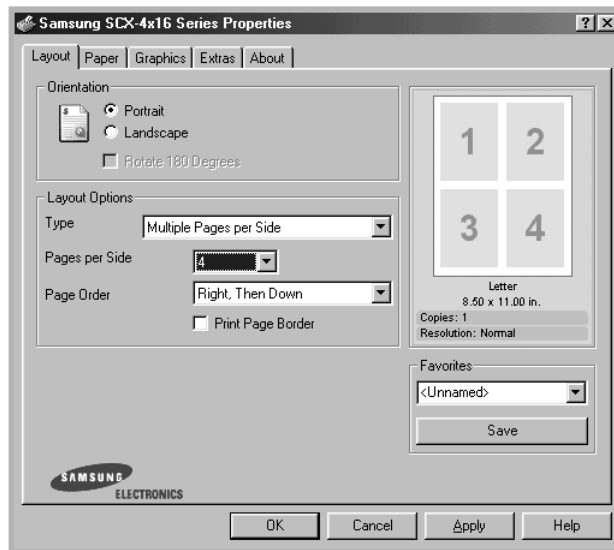 Samsung SCX-4x16 Series Properties
Layout Paper Graphics Extras About
Orientation
Portrait
Landscape
Rotate 180 Degrees
Layout Options
Type Multiple Pages per Side
Pages per Side 4
Page Order Right, Then Down
Print Page Border
1 2
3 4
Letter
8.50 x 11.00 in.
Copies: 1
Resolution: Normal
Favorites
<Unnamed>
Save
SAMSUNG
ELECTRONICS
OK Cancel Apply Help